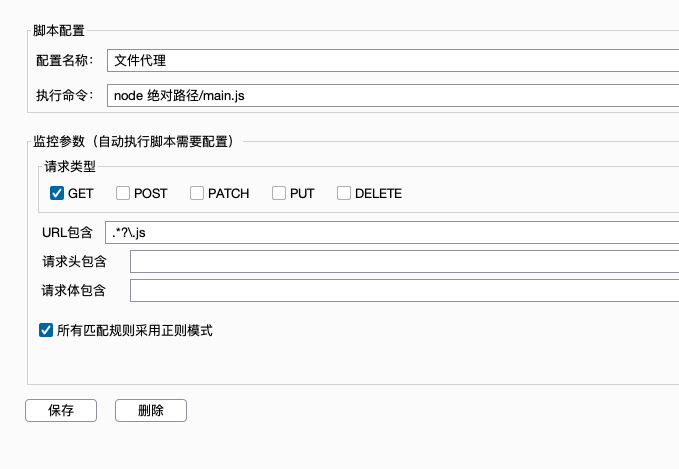 脚本配置
配置名称： 文件代理
执行命令： node 绝对路径/main.js
监控参数（自动执行脚本需要配置）
请求类型
GET POST PATCH PUT DELETE
URL包含 .*?\.js
请求头包含
请求体包含
所有匹配规则采用正则模式
保存 删除